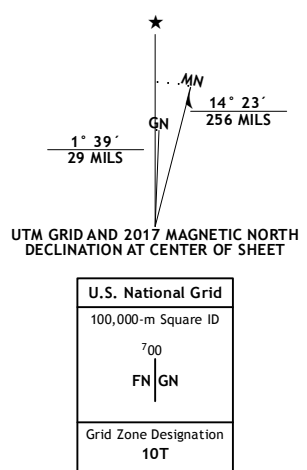 ★
MN
GN
14° 23´
256 MILS
1° 39´
29 MILS
UTM GRID AND 2017 MAGNETIC NORTH
DECLINATION AT CENTER OF SHEET
U.S. National Grid
100,000-m Square ID
⁷00
FN GN
Grid Zone Designation
10T